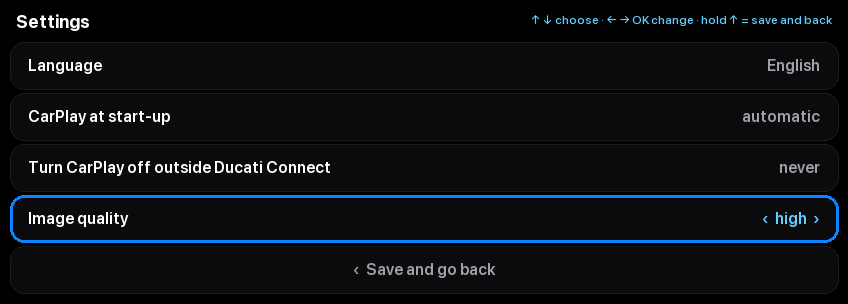 Settings
↑ ↓ choose · ← → OK change · hold ↑ = save and back
Language English
CarPlay at start-up automatic
Turn CarPlay off outside Ducati Connect never
Image quality ‹ high ›
‹ Save and go back